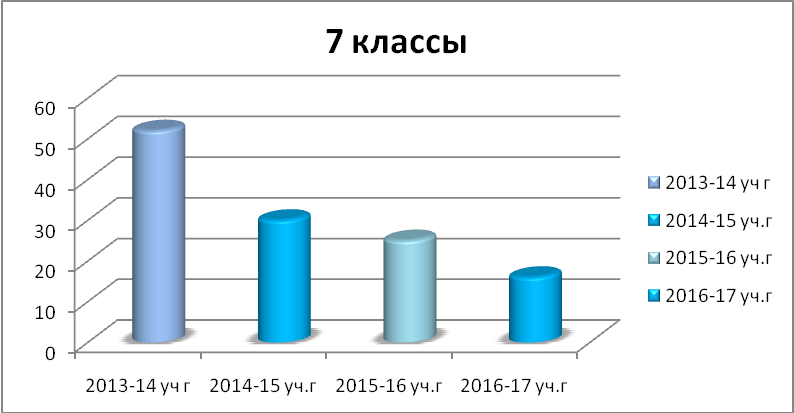 7 классы
60
50
40
30
20
10
0
2013-14 уч г
2014-15 уч.г
2015-16 уч.г
2016-17 уч.г
2013-14 уч г
2014-15 уч.г
2015-16 уч.г
2016-17 уч.г